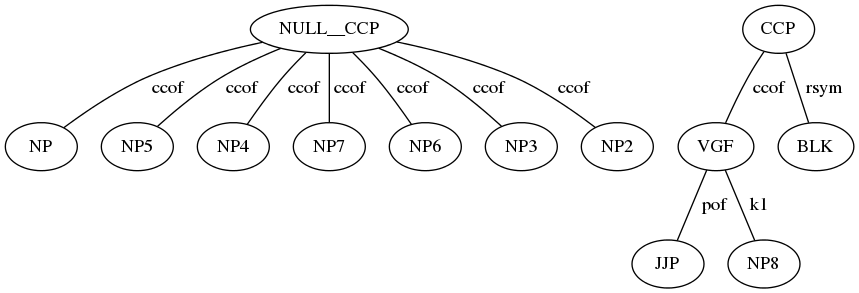 NULL__CCP CCP
ccof ccof ccof ccof ccof ccof ccof ccof rsym
NP NP5 NP4 NP7 NP6 NP3 NP2 VGF BLK
pof k1
JJP NP8